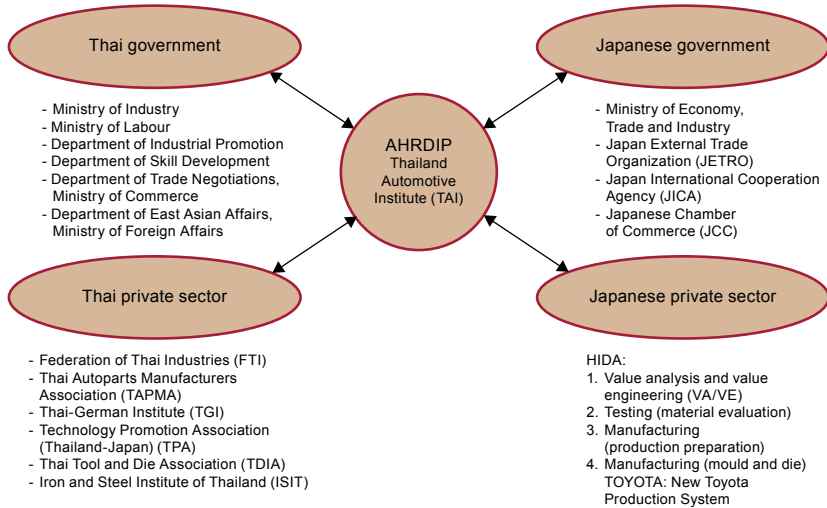 Thai government
- Ministry of Industry
- Ministry of Labour
- Department of Industrial Promotion
- Department of Skill Development
- Department of Trade Negotiations,
Ministry of Commerce
- Department of East Asian Affairs,
Ministry of Foreign Affairs
AHRDIP
Thailand
Automotive
Institute (TAI)
Japanese government
- Ministry of Economy,
Trade and Industry
- Japan External Trade
Organization (JETRO)
- Japan International Cooperation
Agency (JICA)
- Japanese Chamber
of Commerce (JCC)
Thai private sector
- Federation of Thai Industries (FTI)
- Thai Autoparts Manufacturers
Association (TAPMA)
- Thai-German Institute (TGI)
- Technology Promotion Association
(Thailand-Japan) (TPA)
- Thai Tool and Die Association (TDIA)
- Iron and Steel Institute of Thailand (ISIT)
Japanese private sector
HIDA:
1. Value analysis and value
engineering (VA/VE)
2. Testing (material evaluation)
3. Manufacturing
(production preparation)
4. Manufacturing (mould and die)
TOYOTA: New Toyota
Production System